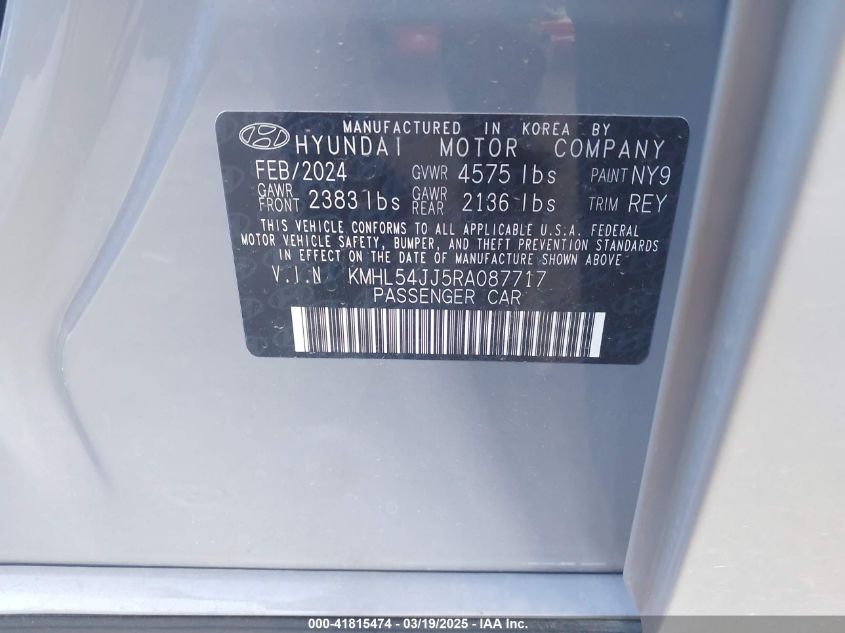 MANUFACTURED IN KOREA BY
HYUNDAI MOTOR COMPANY
FEB/2024 GVWR 4575 lbs PAINT NY9
GAWR FRONT 2383 lbs GAWR REAR 2136 lbs TRIM REY
THIS VEHICLE CONFORMS TO ALL APPLICABLE U.S.A. FEDERAL
MOTOR VEHICLE SAFETY, BUMPER, AND THEFT PREVENTION STANDARDS
IN EFFECT ON THE DATE OF MANUFACTURE SHOWN ABOVE
V.I.N KMHL54JJ5RA087717
PASSENGER CAR
000-41815474 - 03/19/2025 - IAA Inc.